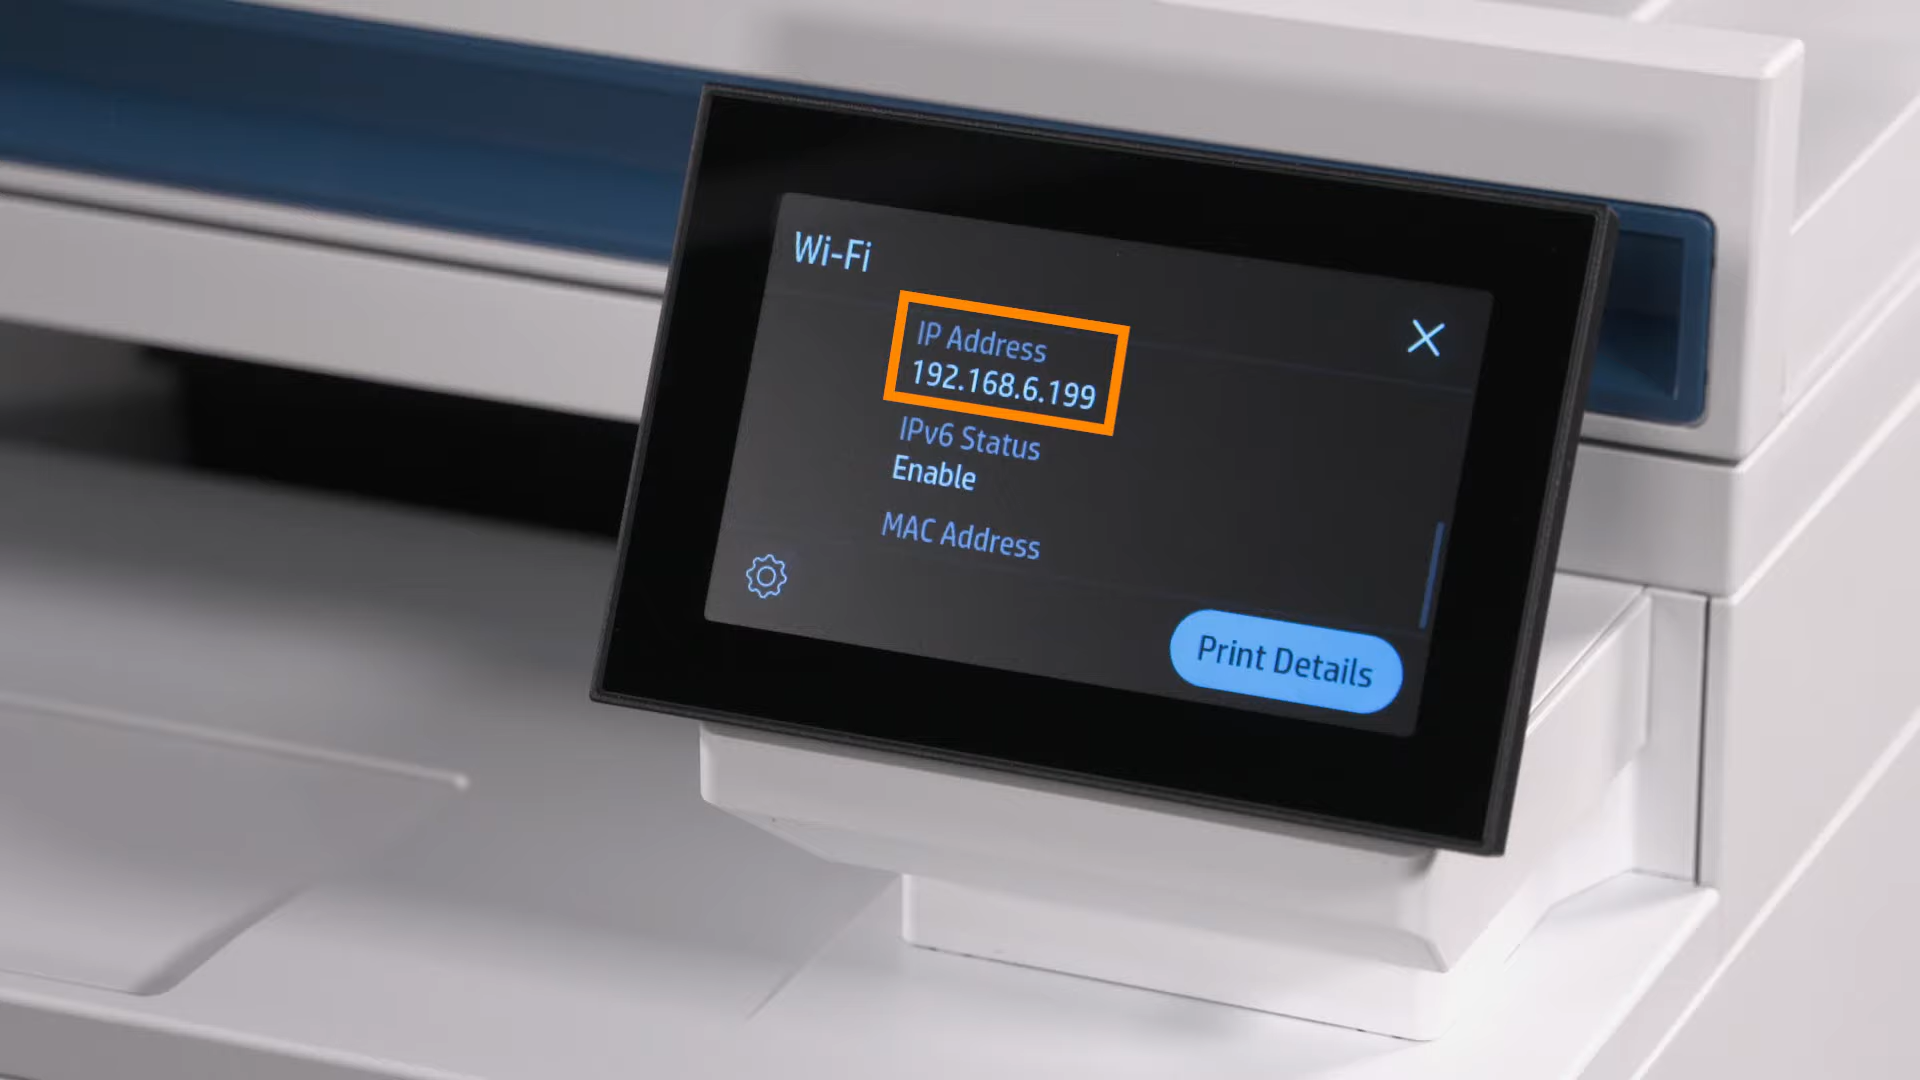 Wi-Fi
IP Address
192.168.6.199
IPv6 Status
Enable
MAC Address
Print Details